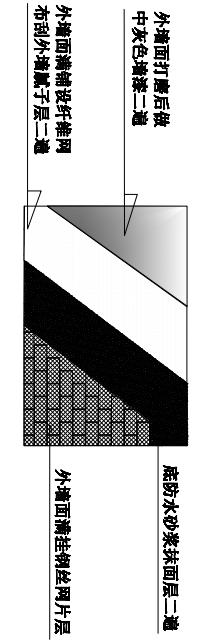 外墙面打磨后做
中灰色墙漆二遍
外墙面满铺设纤维网
布刮外墙腻子层二遍
底防水砂浆抹面层二遍
外墙面满挂钢丝网片层